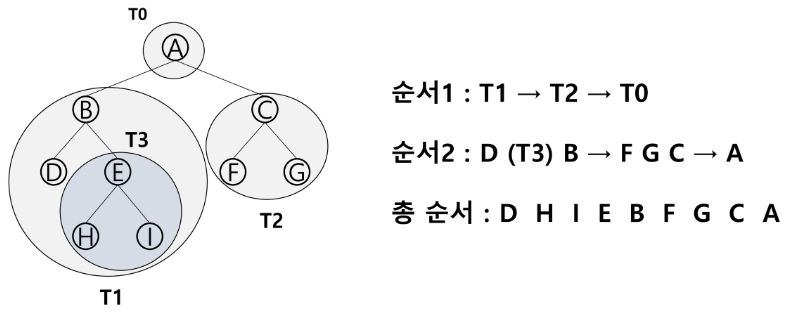 T0
A
B
C
T3
D
E
F
G
H
I
T2
T1
순서1 : T1 → T2 → T0
순서2 : D (T3) B → F G C → A
총 순서 : D H I E B F G C A